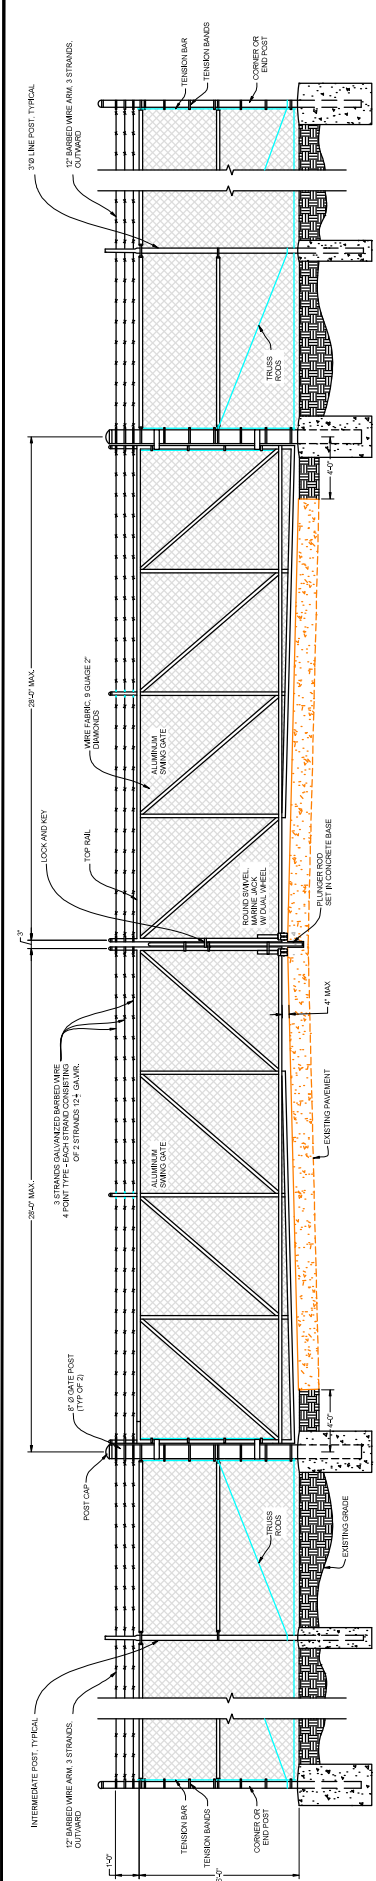 INTERMEDIATE POST, TYPICAL
12" BARBED WIRE ARM, 3 STRANDS,
OUTWARD
1'-0"
TENSION BAR
TENSION BANDS
CORNER OR
END POST
POST CAP
8" Ø GATE POST
(TYP OF 2)
TRUSS
RODS
EXISTING GRADE
4'-0"
28'-0" MAX.
3 STRANDS GALVANIZED BARBED WIRE
4 POINT TYPE - EACH STRAND CONSISTING
OF 2 STRANDS 12½ GA.WR.
ALUMINUM
SWING GATE
EXISTING PAVEMENT
4" MAX
3"
LOCK AND KEY
TOP RAIL
PLUNGER ROD
SET IN CONCRETE BASE
ROUND SWIVEL
MARINE JACK
W/ DUAL WHEEL
28'-0" MAX.
WIRE FABRIC, 9 GUAGE 2"
DIAMONDS
ALUMINUM
SWING GATE
4'-0"
TRUSS
RODS
3"Ø LINE POST, TYPICAL
12" BARBED WIRE ARM, 3 STRANDS,
OUTWARD
TENSION BAR
TENSION BANDS
CORNER OR
END POST